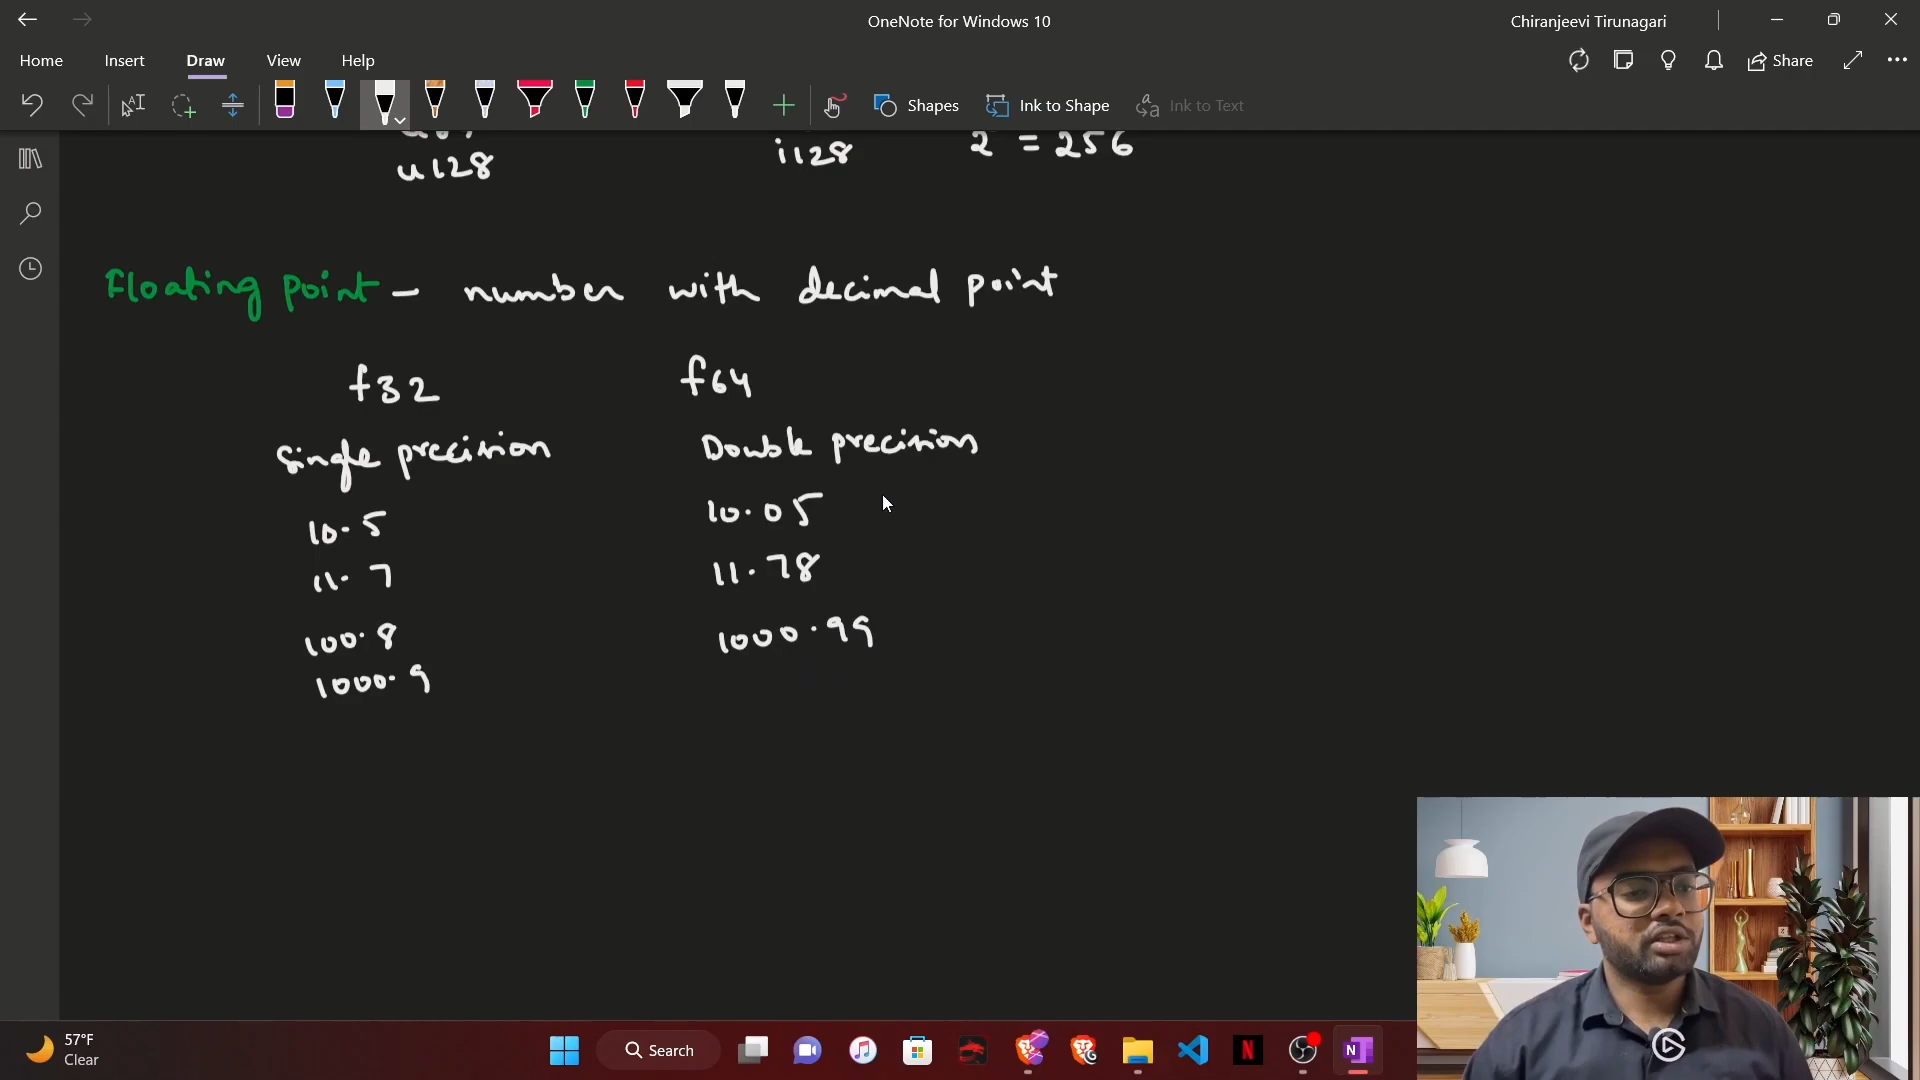 OneNote for Windows 10
Chiranjeevi Tirunagari
Home Insert Draw View Help
Share
Shapes Ink to Shape Ink to Text
u128 i128 2 = 256
Floating point - number with decimal point
f32 f64
Single precision Double precision
10.5 10.05
11.7 11.78
100.8 1000.99
1000.9
57°F
Clear
Search